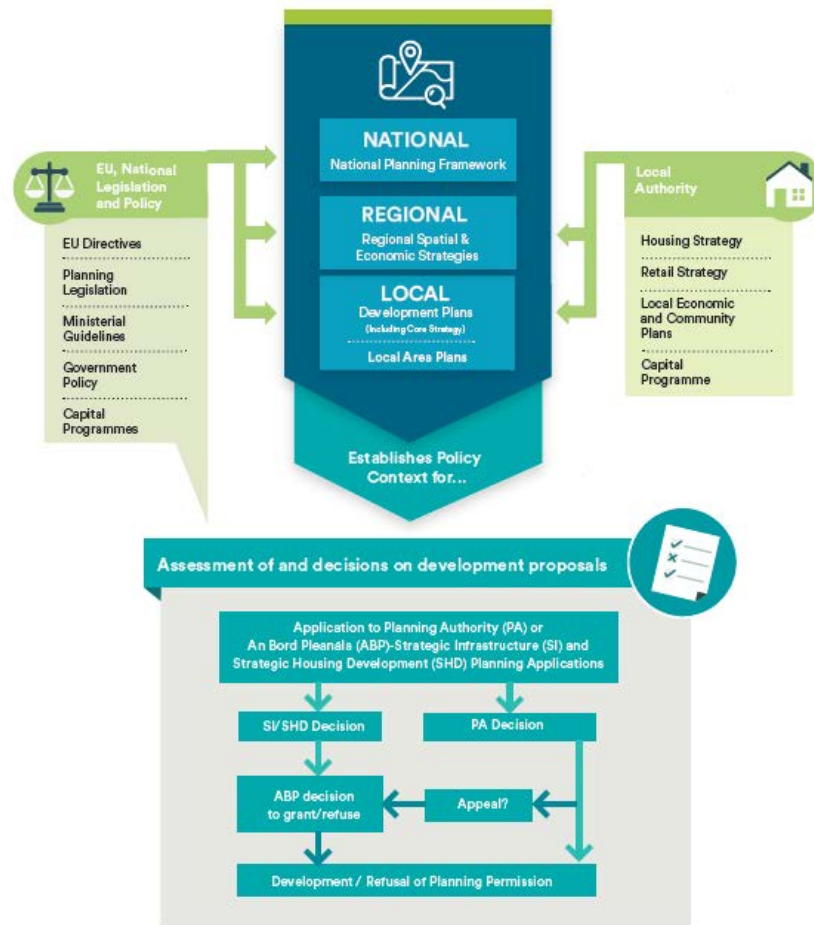 NATIONAL
National Planning Framework
REGIONAL
Regional Spatial &
Economic Strategies
LOCAL
Development Plans
(Including Core Strategy)
Local Area Plans
EU, National
Legislation
and Policy
EU Directives
Planning
Legislation
Ministerial
Guidelines
Government
Policy
Capital
Programmes
Local
Authority
Housing Strategy
Retail Strategy
Local Economic
and Community
Plans
Capital
Programme
Establishes Policy
Context for...
Assessment of and decisions on development proposals
Application to Planning Authority (PA) or
An Bord Pleanála (ABP)-Strategic Infrastructure (SI) and
Strategic Housing Development (SHD) Planning Applications
SI/SHD Decision
PA Decision
ABP decision
to grant/refuse
Appeal?
Development / Refusal of Planning Permission